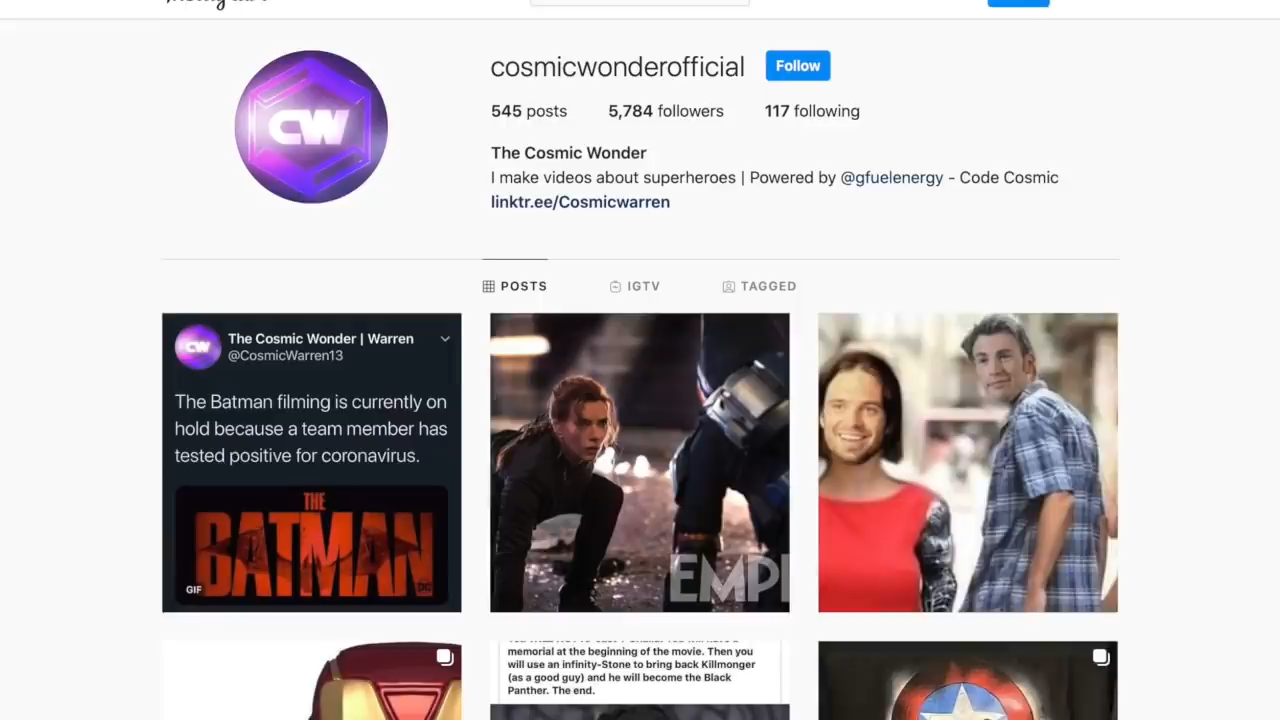 cosmicwonderofficial
Follow
545 posts
5,784 followers
117 following
The Cosmic Wonder
I make videos about superheroes | Powered by @gfuelenergy - Code Cosmic
linktr.ee/Cosmicwarren
CW
POSTS
IGTV
TAGGED
The Cosmic Wonder | Warren
@CosmicWarren13
CW
The Batman filming is currently on
hold because a team member has
tested positive for coronavirus.
THE
BATMAN
GIF
DC
EMPI
memorial at the beginning of the movie. Then you
will use an infinity-Stone to bring back Killmonger
(as a good guy) and he will become the Black
Panther. The end.